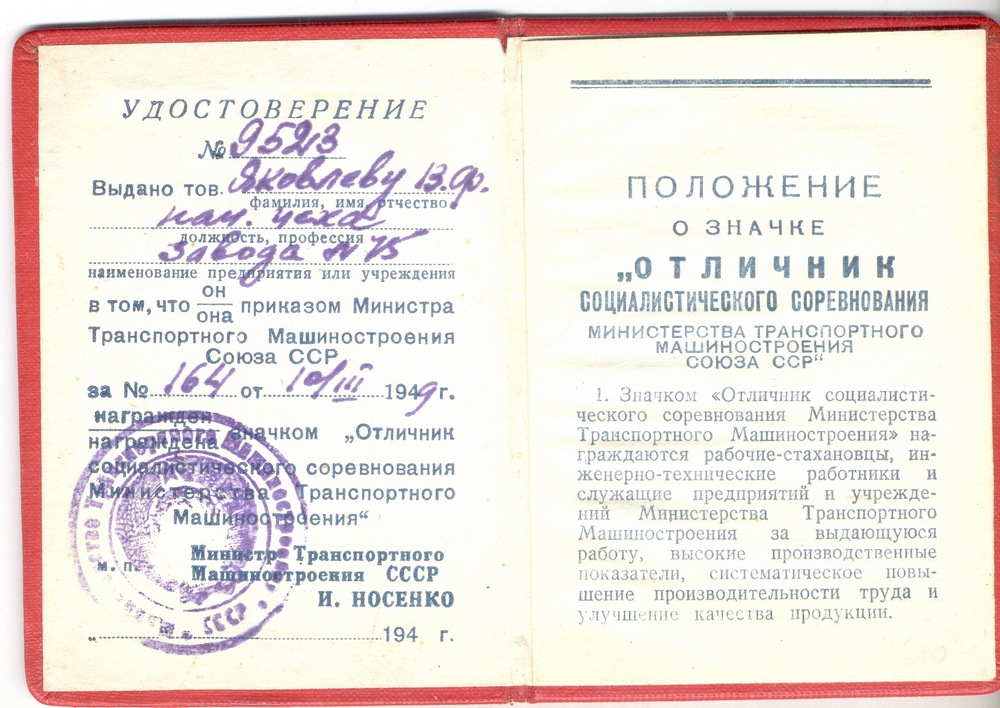 УДОСТОВЕРЕНИЕ
№ 9523
Выдано тов. Яковлеву В.Ф.
фамилия, имя, отчество
нач. цеха
должность, профессия
Завода N 75
наименование предприятия или учреждения
в том, что он
она приказом Министра
Транспортного Машиностроения
Союза ССР
за № 164 от 10/III 1949 г.
награжден
награждена значком „Отличник
социалистического соревнования
Министерства Транспортного
Машиностроения“
м. п.
Министр Транспортного
Машиностроения СССР
И. НОСЕНКО
„ 194 г.
ПОЛОЖЕНИЕ
О ЗНАЧКЕ
„ОТЛИЧНИК
СОЦИАЛИСТИЧЕСКОГО СОРЕВНОВАНИЯ
МИНИСТЕРСТВА ТРАНСПОРТНОГО
МАШИНОСТРОЕНИЯ
СОЮЗА ССР“
1. Значком «Отличник социалисти-
ческого соревнования Министерства
Транспортного Машиностроения» на-
граждаются рабочие-стахановцы, ин-
женерно-технические работники и
служащие предприятий и учрежде-
ний Министерства Транспортного
Машиностроения за выдающуюся
работу, высокие производственные
показатели, систематическое повы-
шение производительности труда и
улучшение качества продукции.